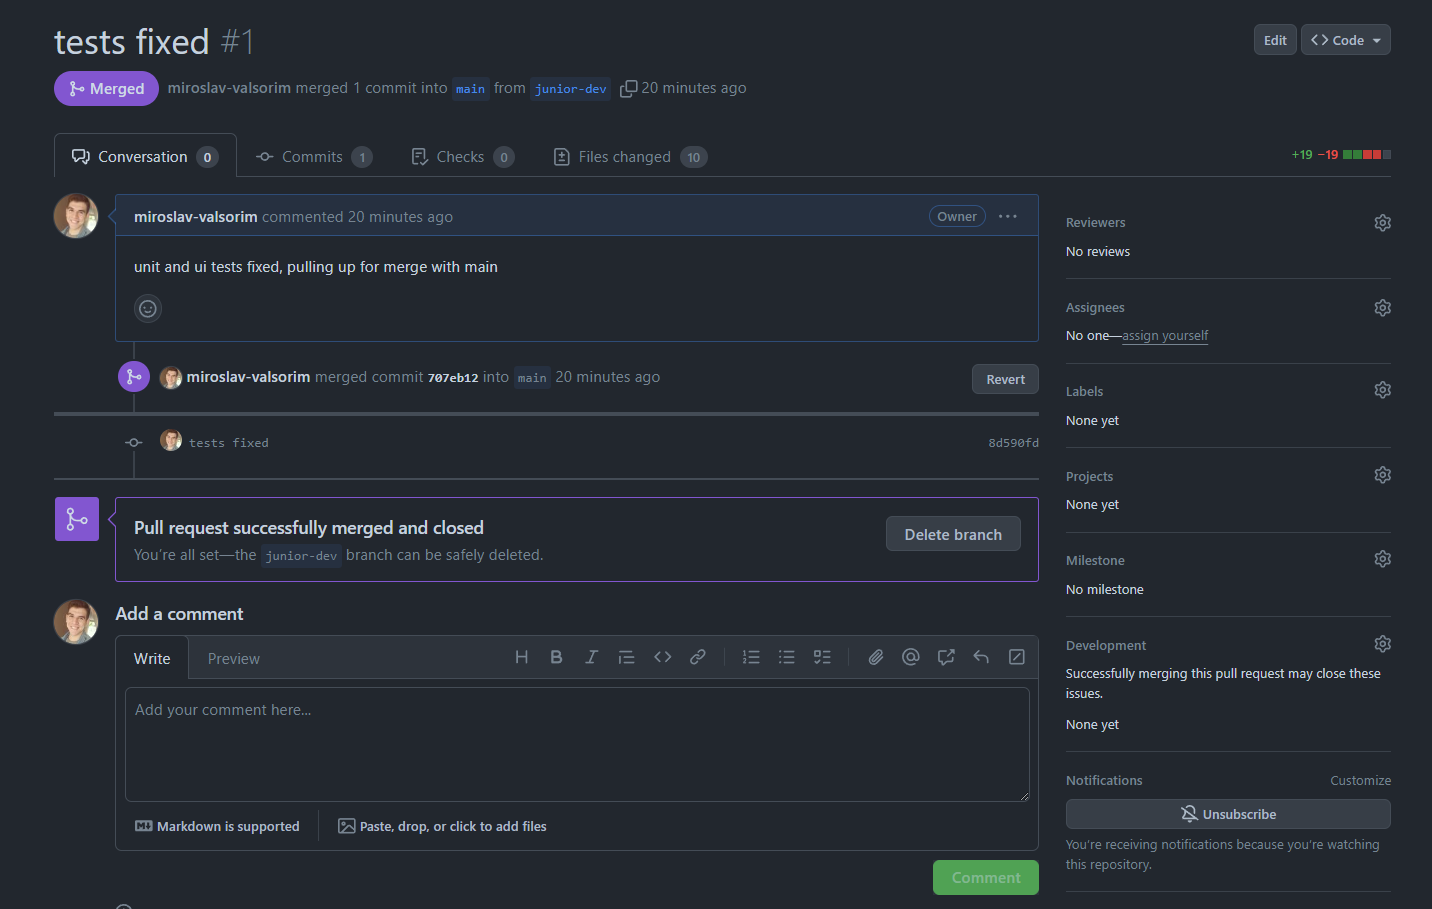 tests fixed #1
Edit
Code
Merged
miroslav-valsorim merged 1 commit into main from junior-dev 20 minutes ago
Conversation 0
Commits 1
Checks 0
Files changed 10
+19 −19
miroslav-valsorim commented 20 minutes ago
Owner
unit and ui tests fixed, pulling up for merge with main
miroslav-valsorim merged commit 707eb12 into main 20 minutes ago
Revert
tests fixed
8d590fd
Pull request successfully merged and closed
You're all set—the junior-dev branch can be safely deleted.
Delete branch
Add a comment
Write
Preview
Add your comment here...
Markdown is supported
Paste, drop, or click to add files
Comment
Reviewers
No reviews
Assignees
No one—assign yourself
Labels
None yet
Projects
None yet
Milestone
No milestone
Development
Successfully merging this pull request may close these
issues.
None yet
Notifications
Customize
Unsubscribe
You're receiving notifications because you're watching
this repository.